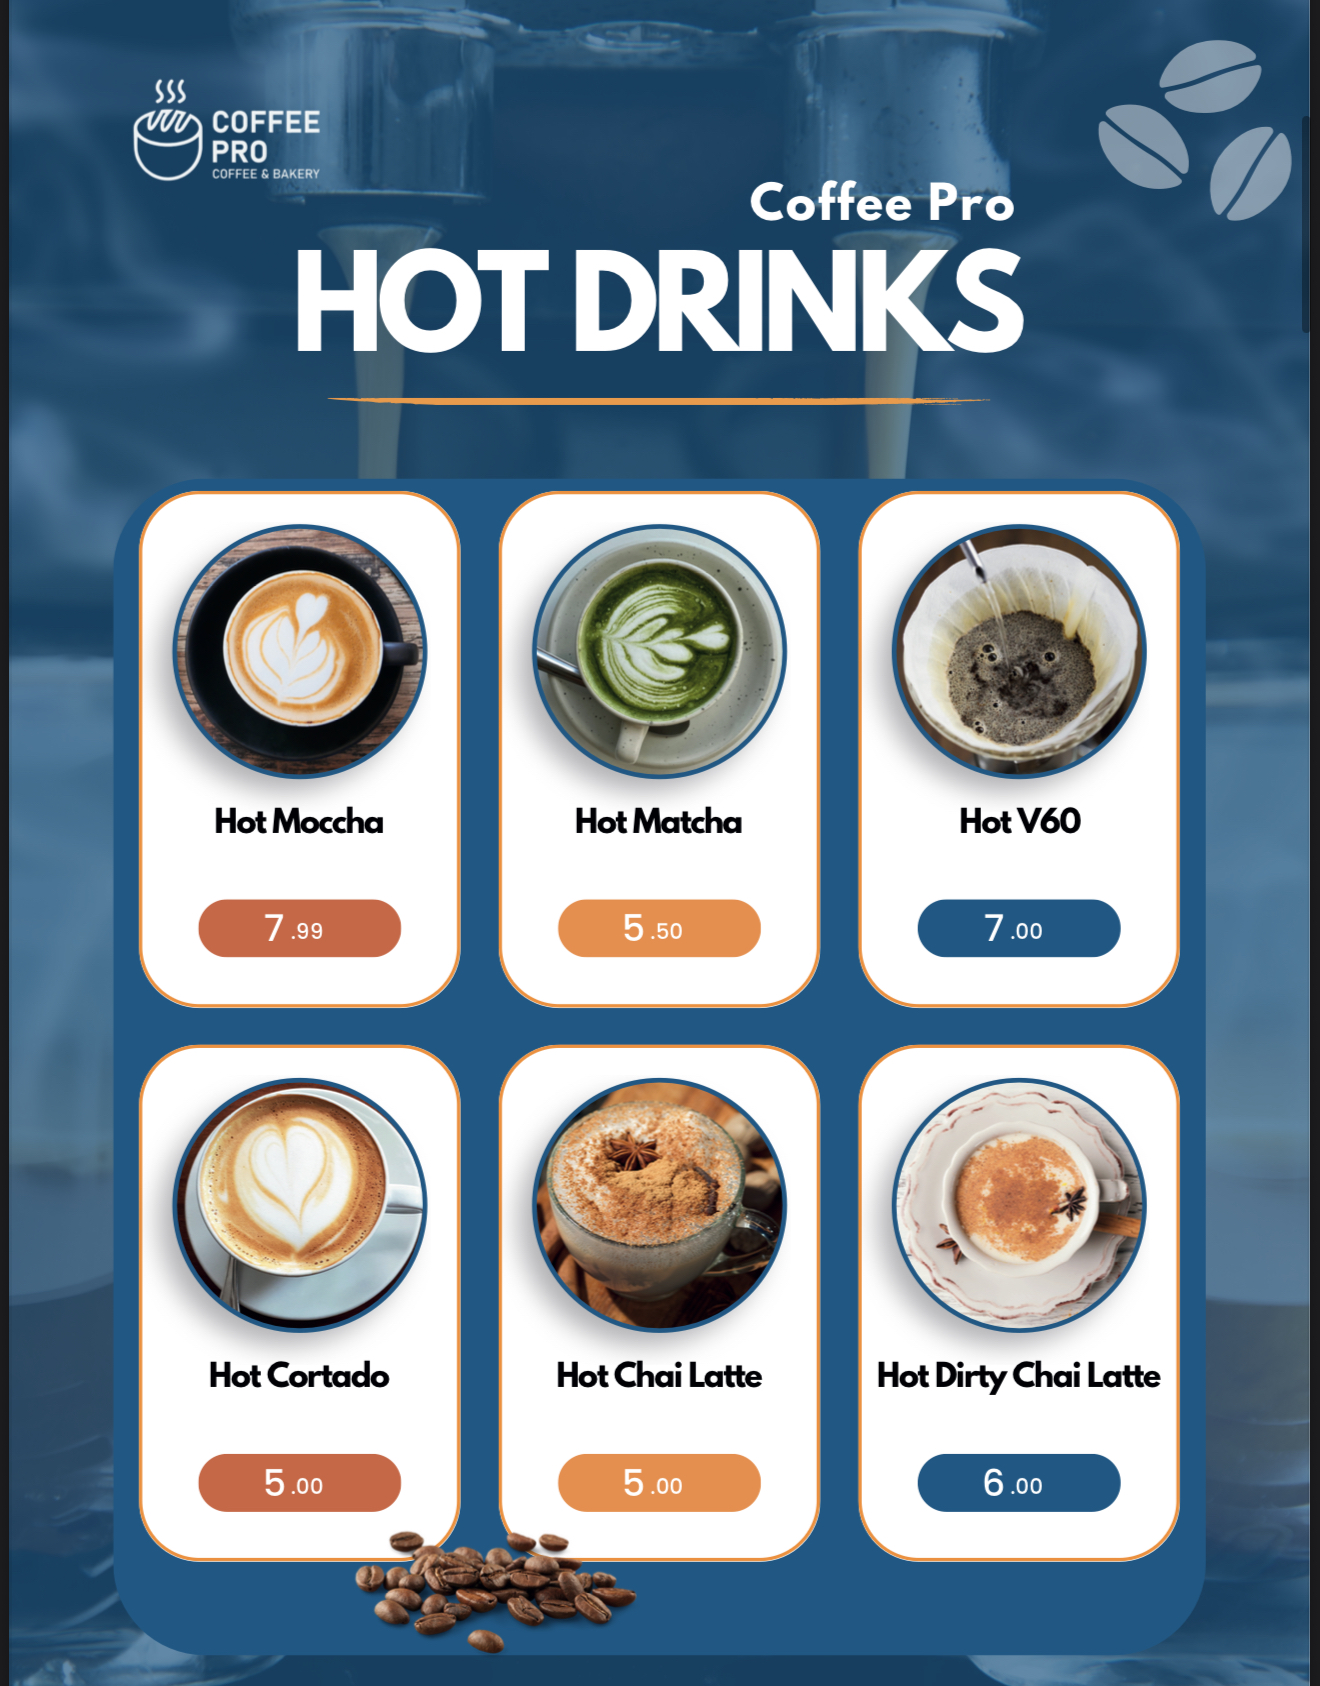 COFFEE
PRO
COFFEE & BAKERY
Coffee Pro
HOT DRINKS
Hot Moccha
7.99
Hot Matcha
5.50
Hot V60
7.00
Hot Cortado
5.00
Hot Chai Latte
5.00
Hot Dirty Chai Latte
6.00